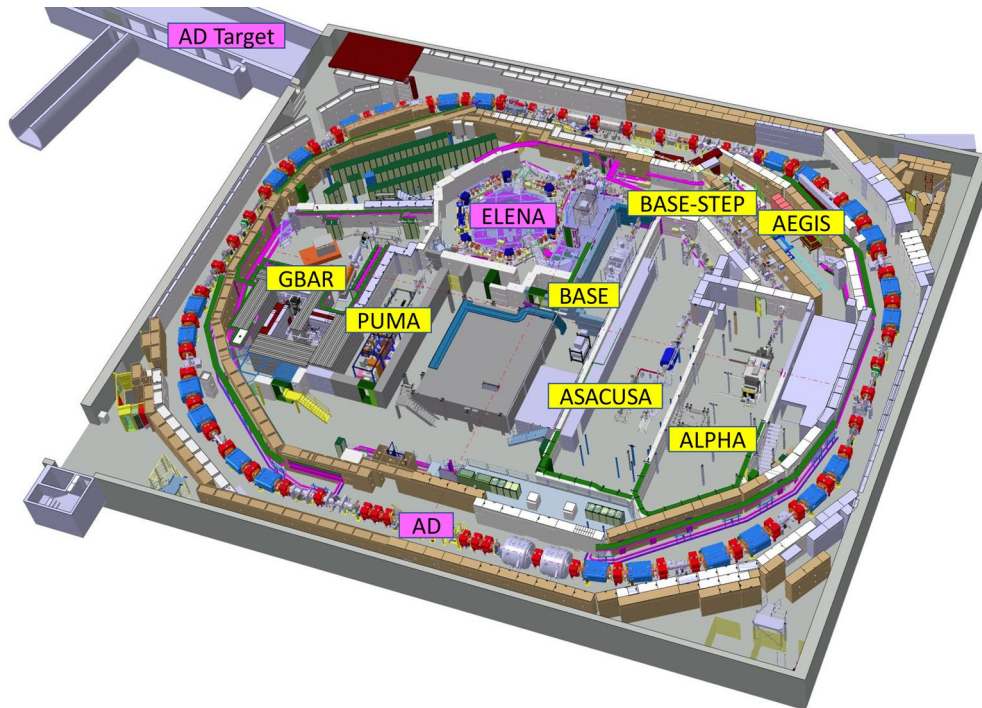 AD Target
BASE-STEP
ELENA
AEGIS
GBAR
BASE
PUMA
ASACUSA
ALPHA
AD